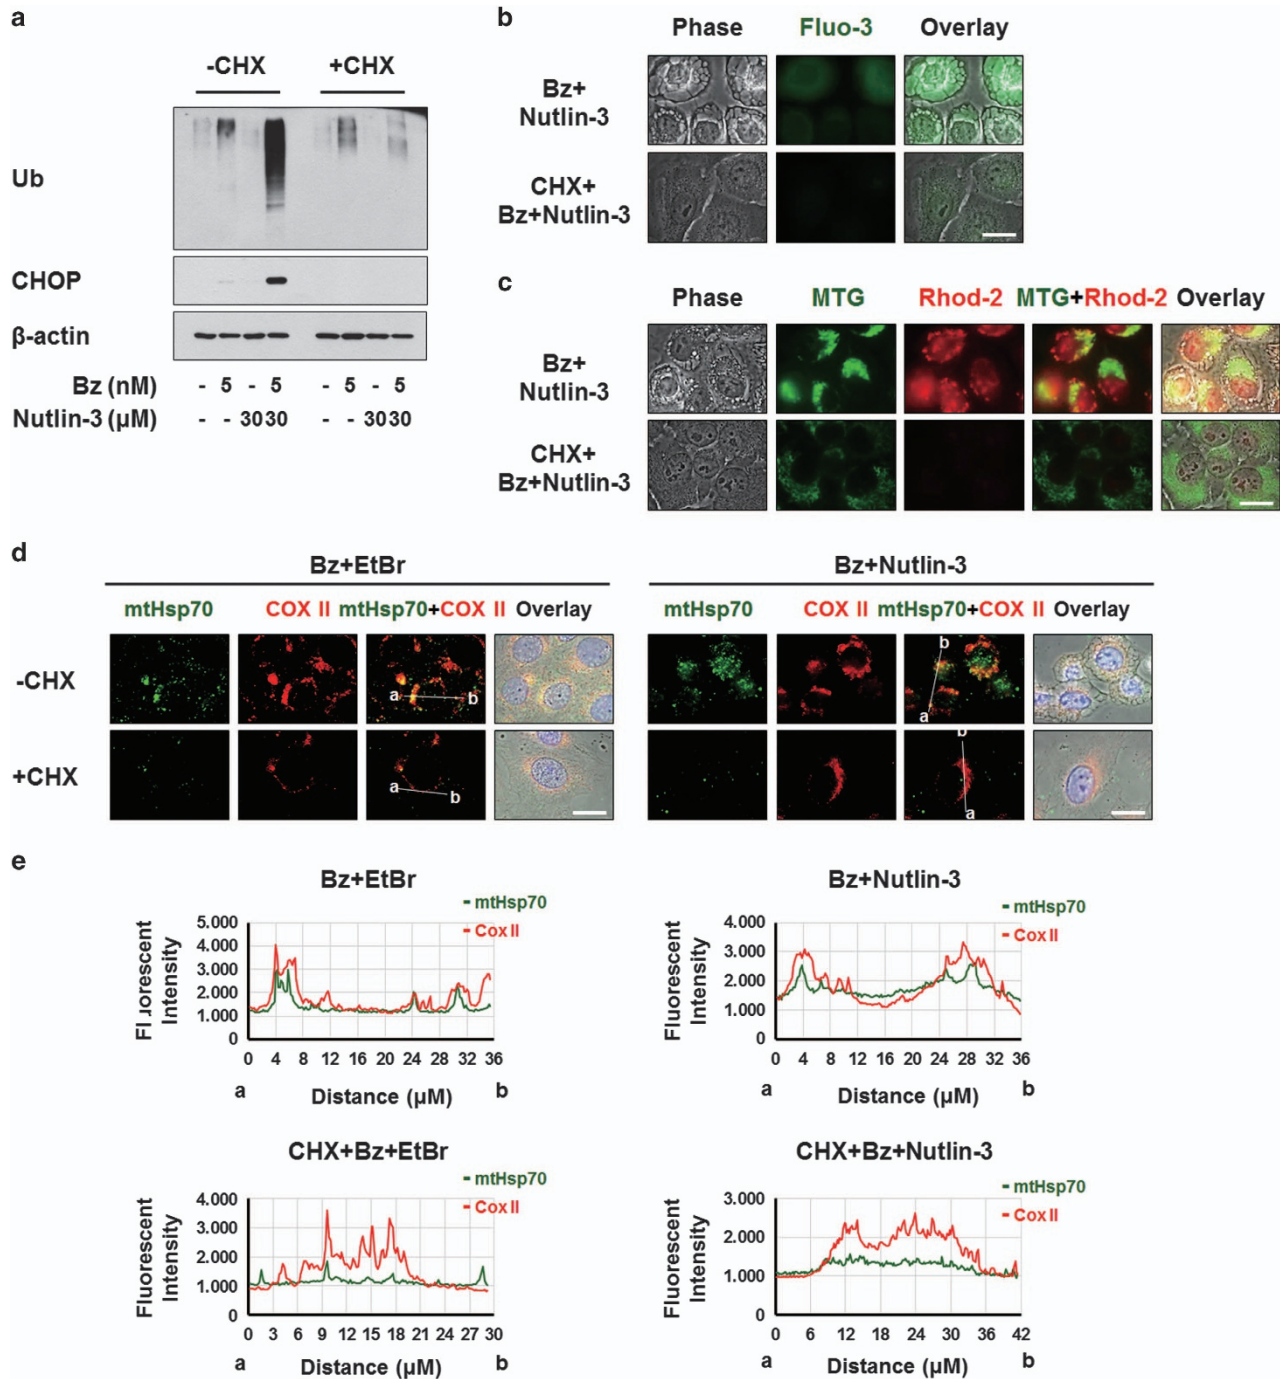 a
-CHX +CHX
Ub
CHOP
β-actin
Bz (nM) - 5 - 5 - 5 - 5
Nutlin-3 (µM) - - 30 30 - - 30 30
b
Phase Fluo-3 Overlay
Bz+
Nutlin-3
CHX+
Bz+Nutlin-3
c
Phase MTG Rhod-2 MTG+Rhod-2 Overlay
Bz+
Nutlin-3
CHX+
Bz+Nutlin-3
d
Bz+EtBr Bz+Nutlin-3
mtHsp70 COX II mtHsp70+COX II Overlay mtHsp70 COX II mtHsp70+COX II Overlay
-CHX
a b
b a
+CHX
a b
b a
e
Bz+EtBr
mtHsp70
Cox II
Fluorescent
Intensity
5.000
4.000
3.000
2.000
1.000
0
0 4 8 12 16 20 24 28 32 36
a Distance (µM) b
Bz+Nutlin-3
mtHsp70
Cox II
Fluorescent
Intensity
4.000
3.000
2.000
1.000
0
0 4 8 12 16 20 24 28 32 36
a Distance (µM) b
CHX+Bz+EtBr
mtHsp70
Cox II
Fluorescent
Intensity
4.000
3.000
2.000
1.000
0
0 3 6 9 12 15 18 21 24 27 30
a Distance (µM) b
CHX+Bz+Nutlin-3
mtHsp70
Cox II
Fluorescent
Intensity
3.000
2.000
1.000
0
0 6 12 18 24 30 36 42
a Distance (µM) b